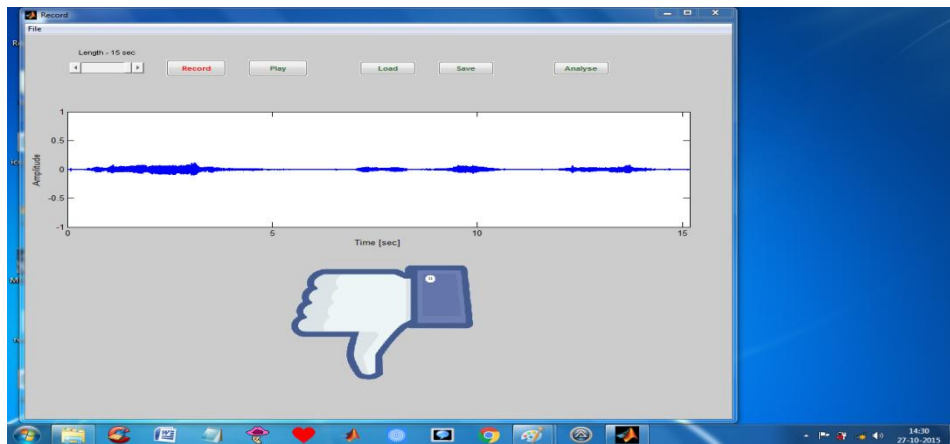 Record
File
Length - 15 sec
Record
Play
Load
Save
Analyse
1
0.5
0
-0.5
-1
Amplitude
0
5
10
15
Time [sec]
14:30
27-10-2015